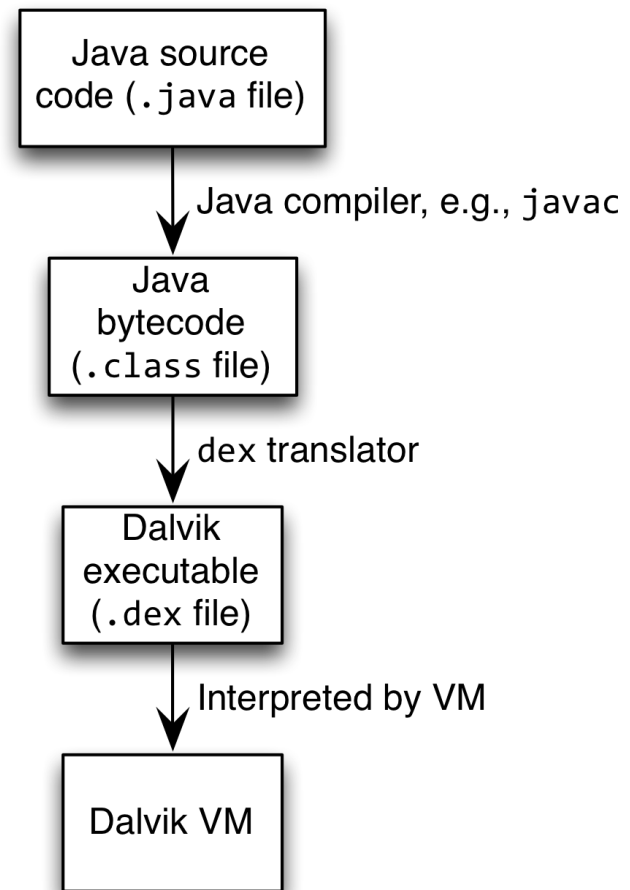 Java source
code (.java file)
Java compiler, e.g., javac
Java
bytecode
(.class file)
dex translator
Dalvik
executable
(.dex file)
Interpreted by VM
Dalvik VM